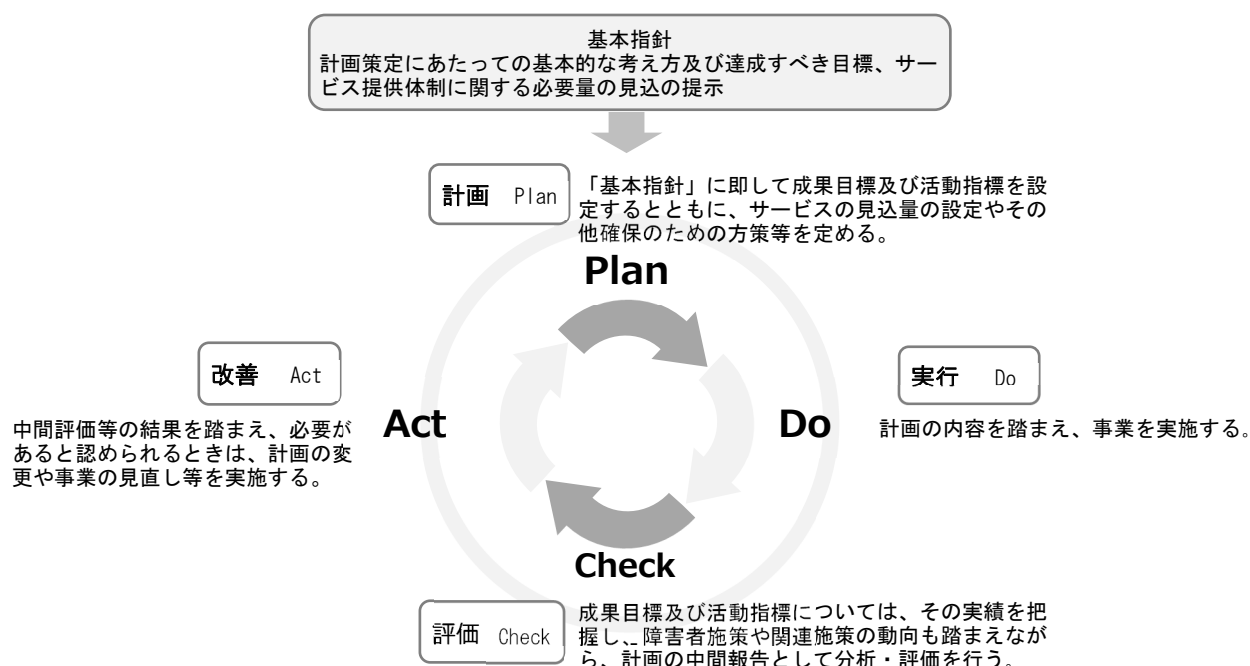 基本指針
計画策定にあたっての基本的な考え方及び達成すべき目標、サー
ビス提供体制に関する必要量の見込の提示
計画 Plan
「基本指針」に即して成果目標及び活動指標を設
定するとともに、サービスの見込量の設定やその
他確保のための方策等を定める。
Plan
改善 Act
中間評価等の結果を踏まえ、必要が
あると認められるときは、計画の変
更や事業の見直し等を実施する。
Act
Do
実行 Do
計画の内容を踏まえ、事業を実施する。
Check
評価 Check
成果目標及び活動指標については、その実績を把
握し、障害者施策や関連施策の動向も踏まえなが
ら、計画の中間報告として分析・評価を行う。